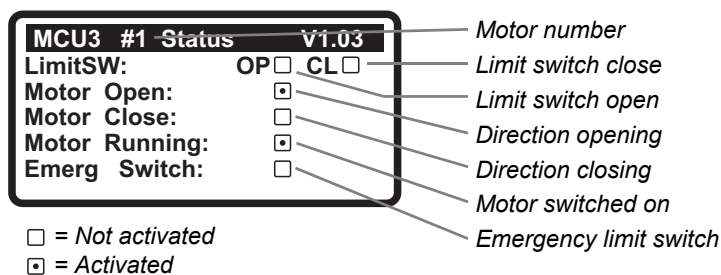 MCU3 #1 Status V1.03
LimitSW: OP□ CL□
Motor Open: ⊡
Motor Close: □
Motor Running: ⊡
Emerg Switch: □
Motor number
Limit switch close
Limit switch open
Direction opening
Direction closing
Motor switched on
Emergency limit switch
□ = Not activated
⊡ = Activated